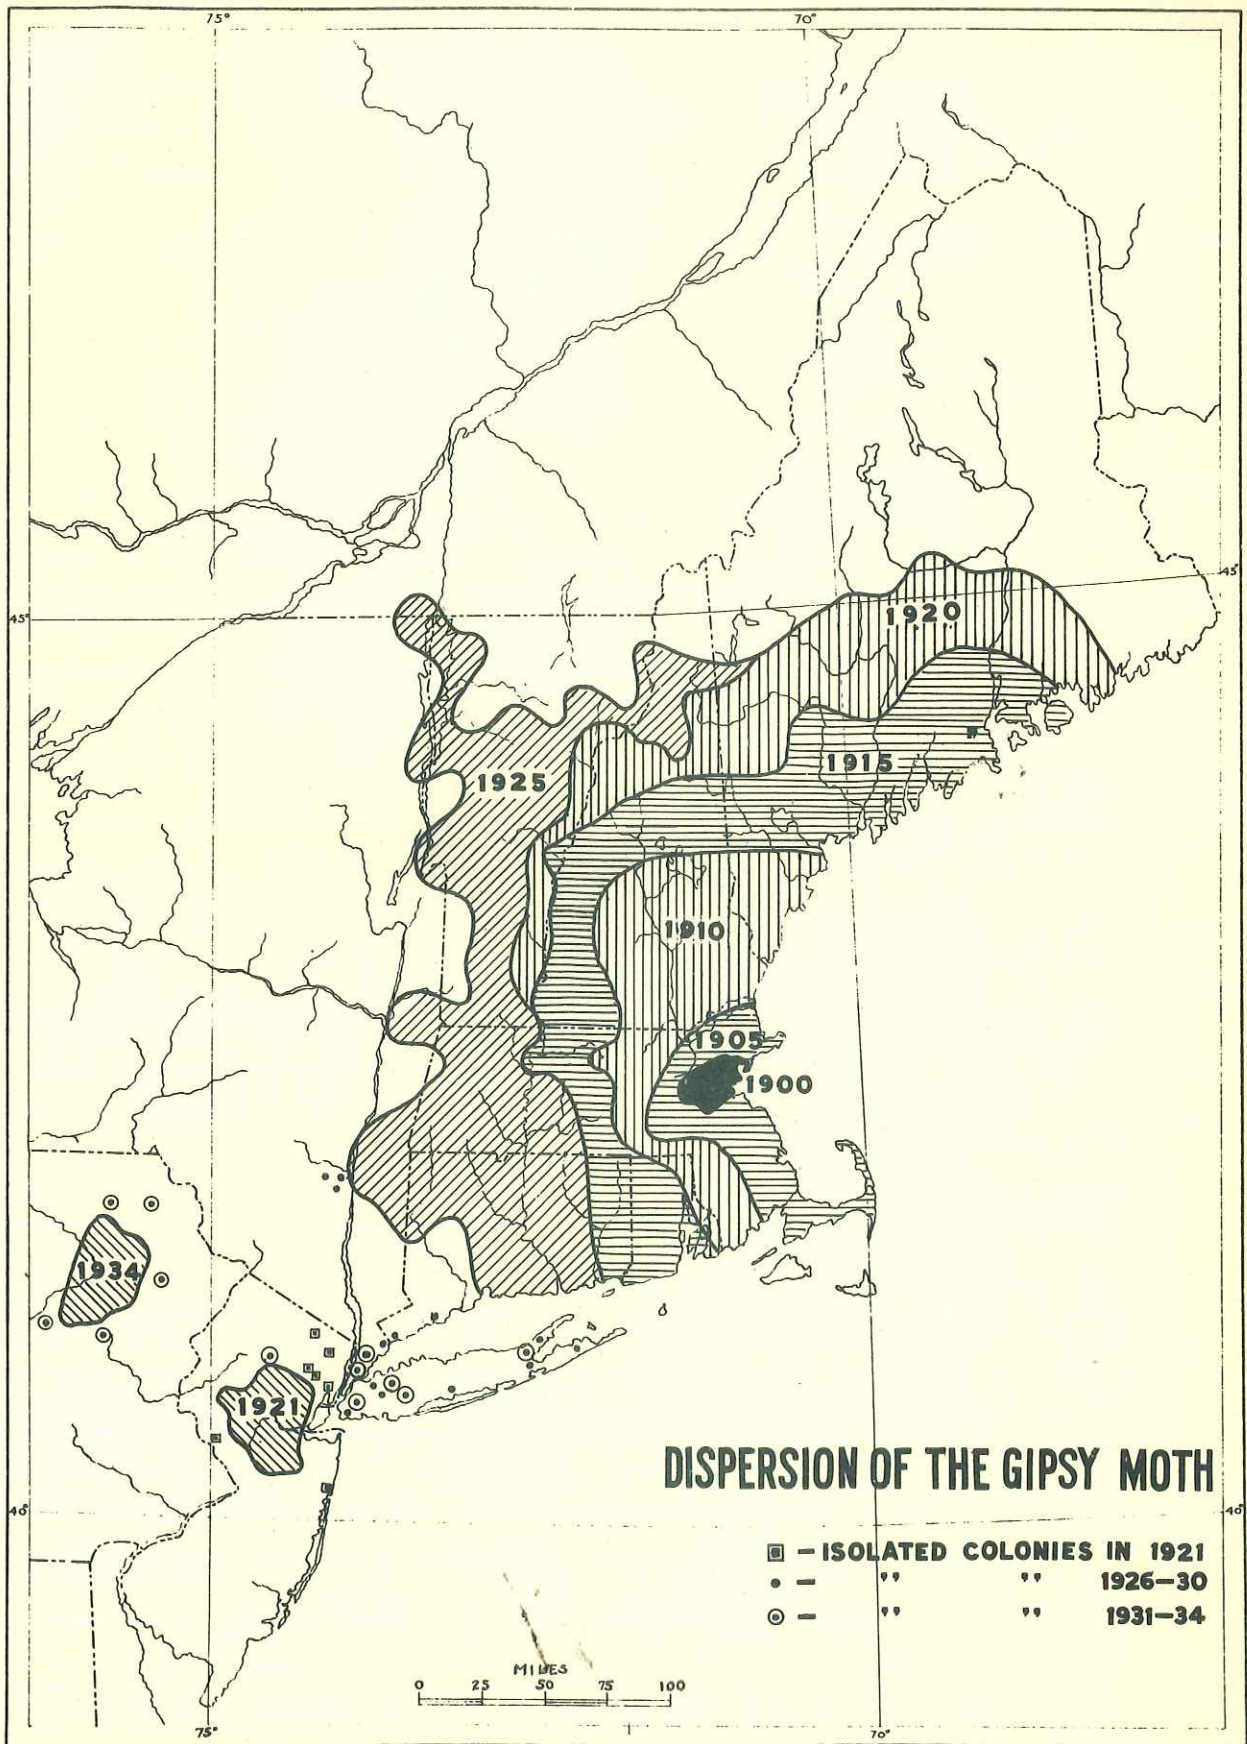 75°
70°
45°
45°
1920
1915
1925
1910
1905
1900
1934
1921
DISPERSION OF THE GIPSY MOTH
40°
40°
▣ – ISOLATED COLONIES IN 1921
• – " " 1926–30
⊙ – " " 1931–34
MILES
0 25 50 75 100
75°
70°